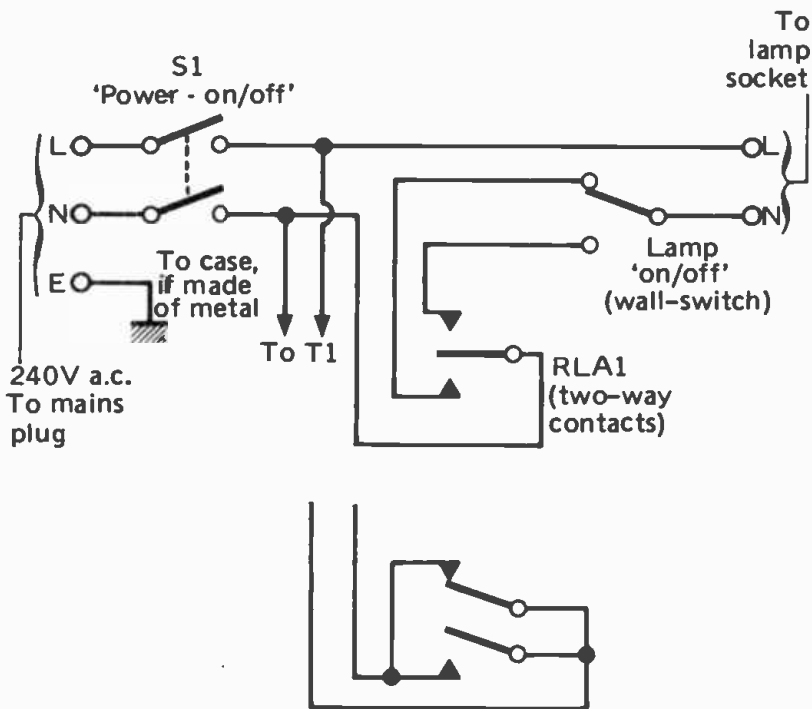 To
lamp
socket
S1
'Power - on/off'
L
L
N
N
Lamp
'on/off'
(wall-switch)
E
To case,
if made
of metal
To T1
RLA1
(two-way
contacts)
240V a.c.
To mains
plug